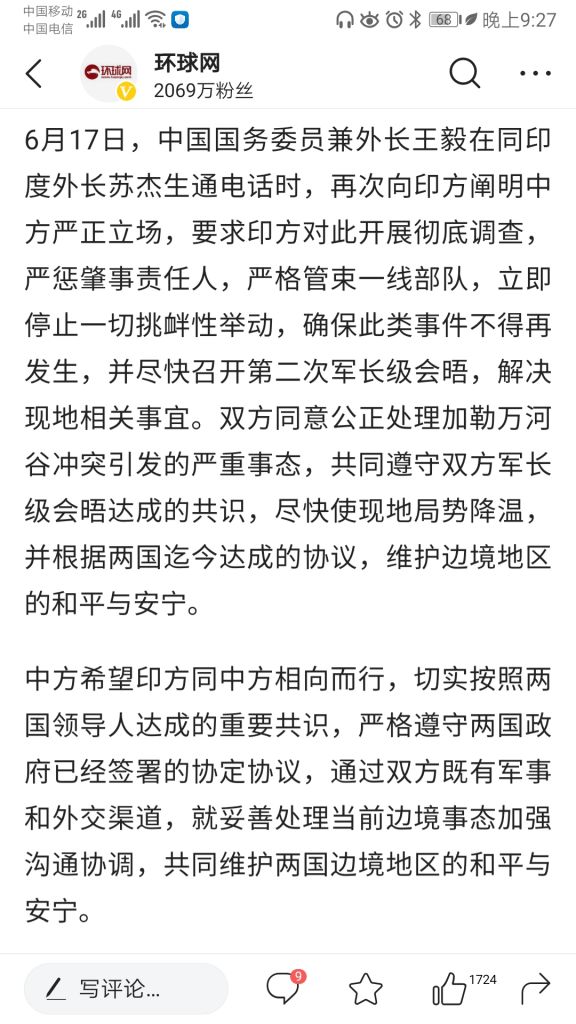 中国移动 2G 4G
中国电信
68 晚上9:27
环球网
环球网
2069万粉丝
6月17日，中国国务委员兼外长王毅在同印
度外长苏杰生通电话时，再次向印方阐明中
方严正立场，要求印方对此开展彻底调查，
严惩肇事责任人，严格管束一线部队，立即
停止一切挑衅性举动，确保此类事件不得再
发生，并尽快召开第二次军长级会晤，解决
现地相关事宜。双方同意公正处理加勒万河
谷冲突引发的严重事态，共同遵守双方军长
级会晤达成的共识，尽快使现地局势降温，
并根据两国迄今达成的协议，维护边境地区
的和平与安宁。
中方希望印方同中方相向而行，切实按照两
国领导人达成的重要共识，严格遵守两国政
府已经签署的协定协议，通过双方既有军事
和外交渠道，就妥善处理当前边境事态加强
沟通协调，共同维护两国边境地区的和平与
安宁。
写评论... 9 1724